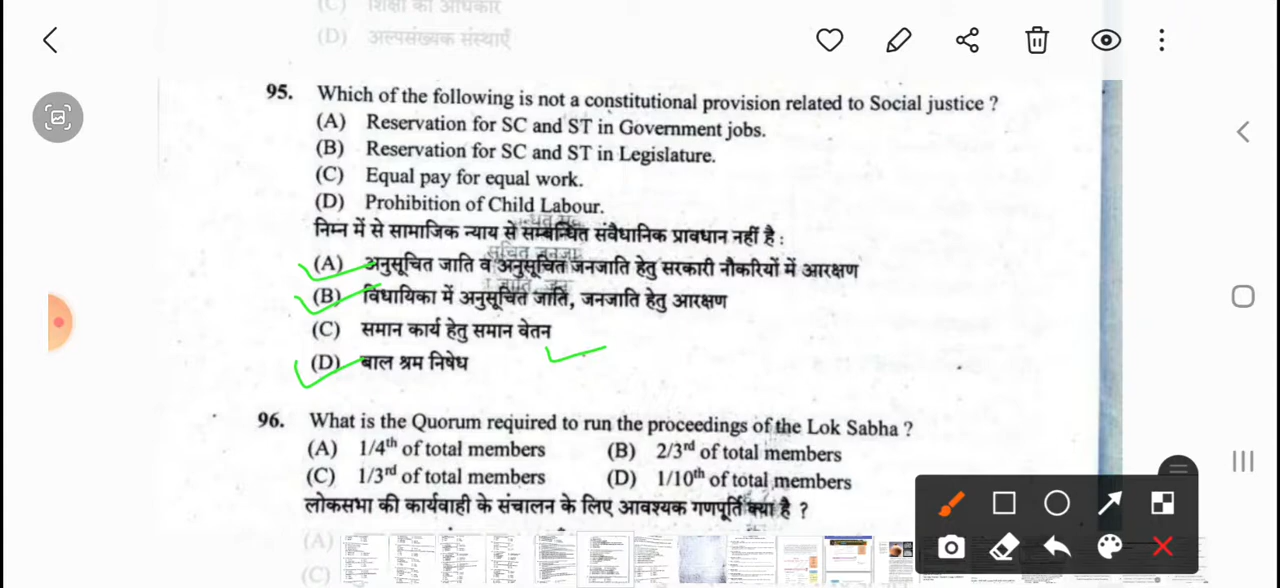 (C) शिक्षा का अधिकार
(D) अल्पसंख्यक संस्थाएँ
95. Which of the following is not a constitutional provision related to Social justice ?
(A) Reservation for SC and ST in Government jobs.
(B) Reservation for SC and ST in Legislature.
(C) Equal pay for equal work.
(D) Prohibition of Child Labour.
निम्न में से सामाजिक न्याय से सम्बन्धित संवैधानिक प्रावधान नहीं है :
(A) अनुसूचित जाति व अनुसूचित जनजाति हेतु सरकारी नौकरियों में आरक्षण
(B) विधायिका में अनुसूचित जाति, जनजाति हेतु आरक्षण
(C) समान कार्य हेतु समान वेतन
(D) बाल श्रम निषेध
96. What is the Quorum required to run the proceedings of the Lok Sabha ?
(A) 1/4th of total members (B) 2/3rd of total members
(C) 1/3rd of total members (D) 1/10th of total members
लोकसभा की कार्यवाही के संचालन के लिए आवश्यक गणपूर्ति क्या है ?
(A)
(C)